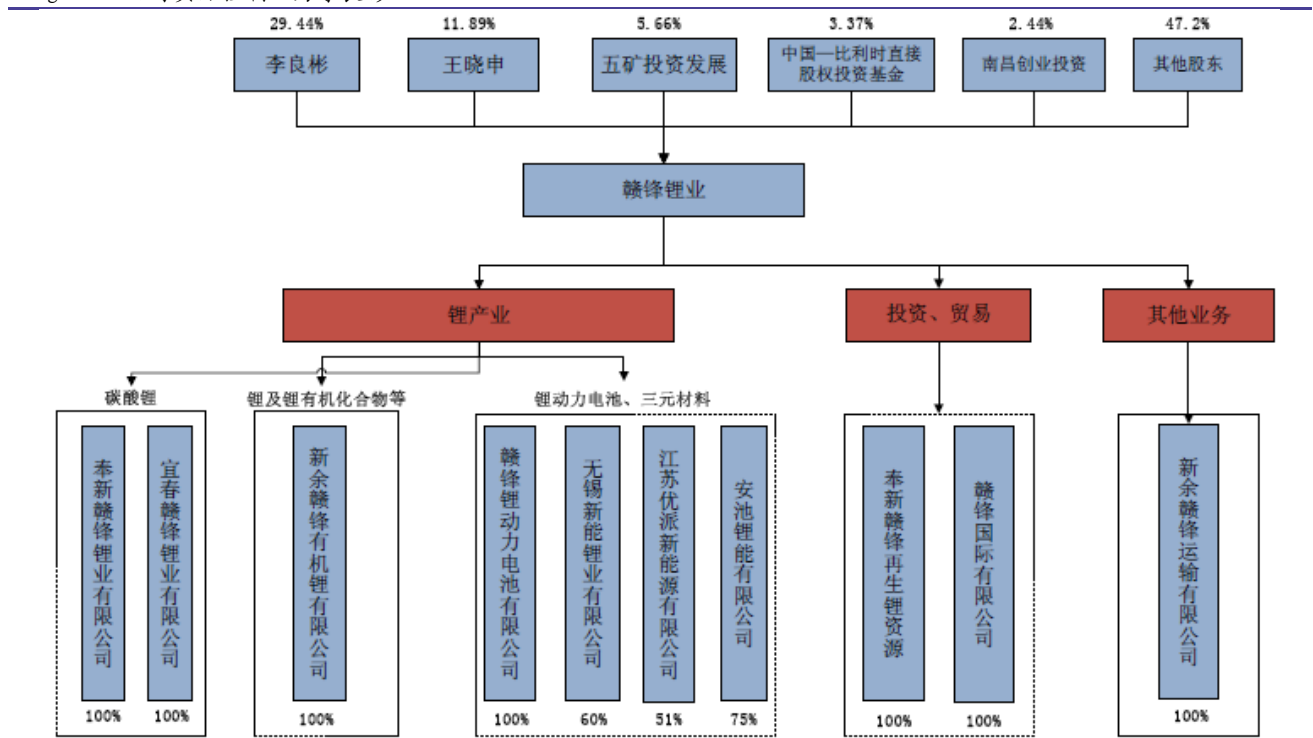 29.44%
11.89%
5.66%
3.37%
2.44%
47.2%
李良彬
王晓申
五矿投资发展
中国—比利时直接
股权投资基金
南昌创业投资
其他股东
赣锋锂业
锂产业
投资、贸易
其他业务
碳酸锂
锂及锂有机化合物等
锂动力电池、三元材料
奉新赣锋锂业有限公司
宜春赣锋锂业有限公司
新余赣锋有机锂有限公司
赣锋锂动力电池有限公司
无锡新能锂业有限公司
江苏优派新能源有限公司
安池锂能有限公司
奉新赣锋再生锂资源
赣锋国际有限公司
新余赣锋运输有限公司
100%
100%
100%
100%
60%
51%
75%
100%
100%
100%